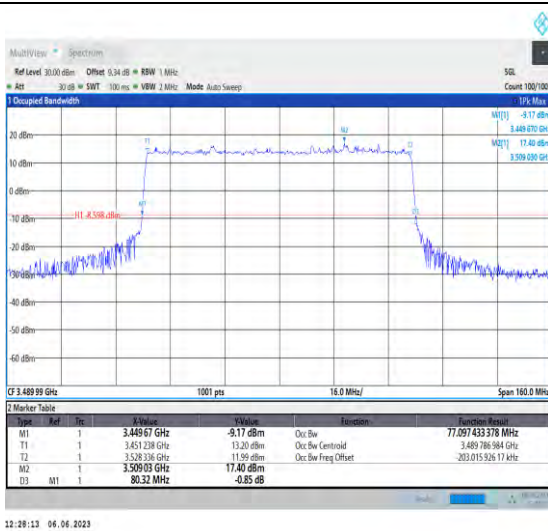 MultiView Spectrum
Ref Level 30.00 dBm Offset 9.34 dB RBW 1 MHz SGL
Att 30 dB SWT 100 ms VBW 2 MHz Mode Auto Sweep Count 100/100
1 Occupied Bandwidth 1Pk Max
M1[1] -9.17 dBm
3.449 670 GHz
20 dBm T1 M2 M2[1] 17.40 dBm
3.509 030 GHz
10 dBm
0 dBm
-10 dBm H1 -8.598 dBm
-20 dBm
-30 dBm
-40 dBm
-50 dBm
-60 dBm
CF 3.489 99 GHz 1001 pts 16.0 MHz/ Span 160.0 MHz
2 Marker Table
Type Ref Trc X-Value Y-Value Function Function Result
M1 1 3.449 67 GHz -9.17 dBm Occ Bw 77.097 433 378 MHz
T1 1 3.451 238 GHz 13.20 dBm Occ Bw Centroid 3.489 786 984 GHz
T2 1 3.528 336 GHz 11.99 dBm Occ Bw Freq Offset -203.015 926 17 kHz
M2 1 3.509 03 GHz 17.40 dBm
D3 M1 1 80.32 MHz -0.85 dB
12:28:13 06.06.2023